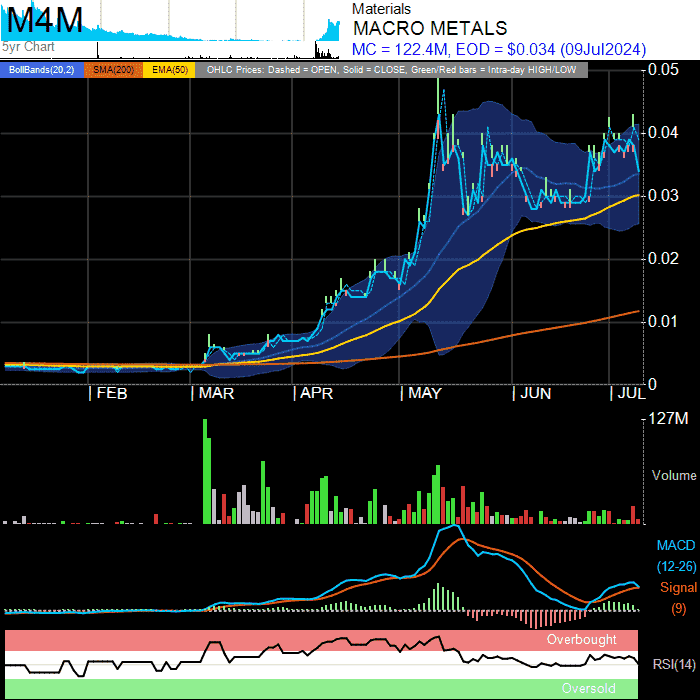 M4M
5yr Chart
Materials
MACRO METALS
MC = 122.4M, EOD = $0.034 (09Jul2024)
BollBands(20,2) SMA(200) EMA(50) OHLC Prices: Dashed = OPEN, Solid = CLOSE, Green/Red bars = Intra-day HIGH/LOW
0.05
0.04
0.03
0.02
0.01
0
FEB MAR APR MAY JUN JUL
127M
Volume
MACD
(12-26)
Signal
(9)
Overbought
RSI(14)
Oversold